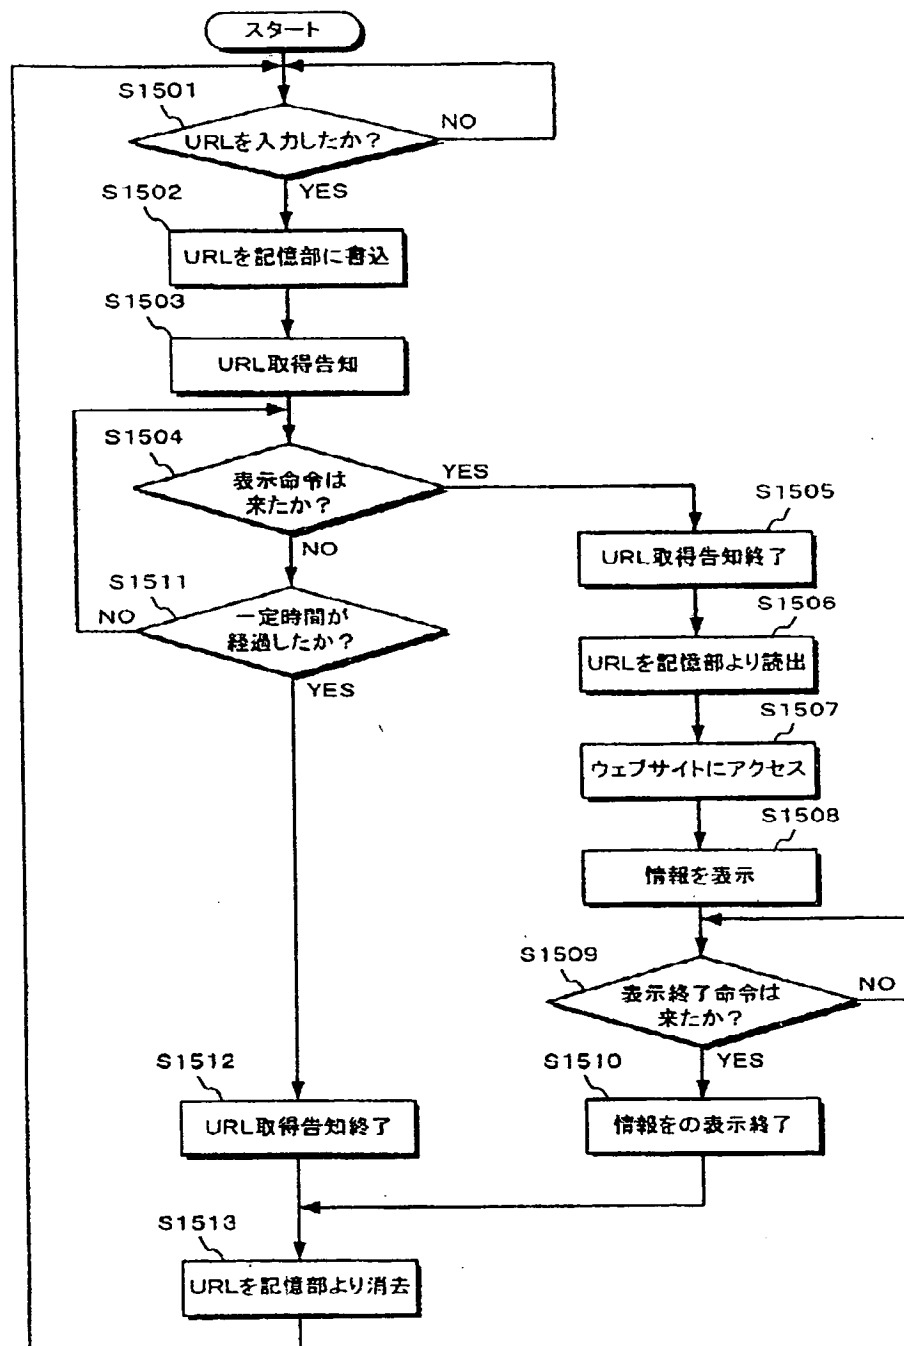 スタート
S1501
URLを入力したか？
NO
YES
S1502
URLを記憶部に書込
S1503
URL取得告知
S1504
表示命令は
来たか？
YES
NO
S1511
一定時間が
経過したか？
NO
YES
S1505
URL取得告知終了
S1506
URLを記憶部より読出
S1507
ウェブサイトにアクセス
S1508
情報を表示
S1509
表示終了命令は
来たか？
NO
YES
S1510
情報をの表示終了
S1512
URL取得告知終了
S1513
URLを記憶部より消去